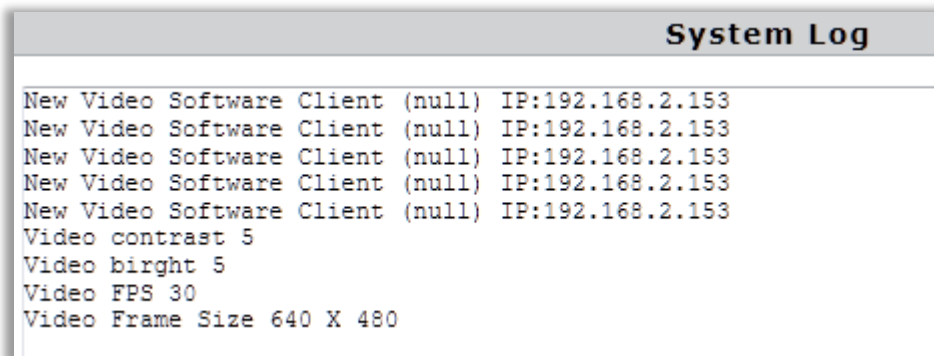 System Log
New Video Software Client (null) IP:192.168.2.153
New Video Software Client (null) IP:192.168.2.153
New Video Software Client (null) IP:192.168.2.153
New Video Software Client (null) IP:192.168.2.153
New Video Software Client (null) IP:192.168.2.153
Video contrast 5
Video birght 5
Video FPS 30
Video Frame Size 640 X 480